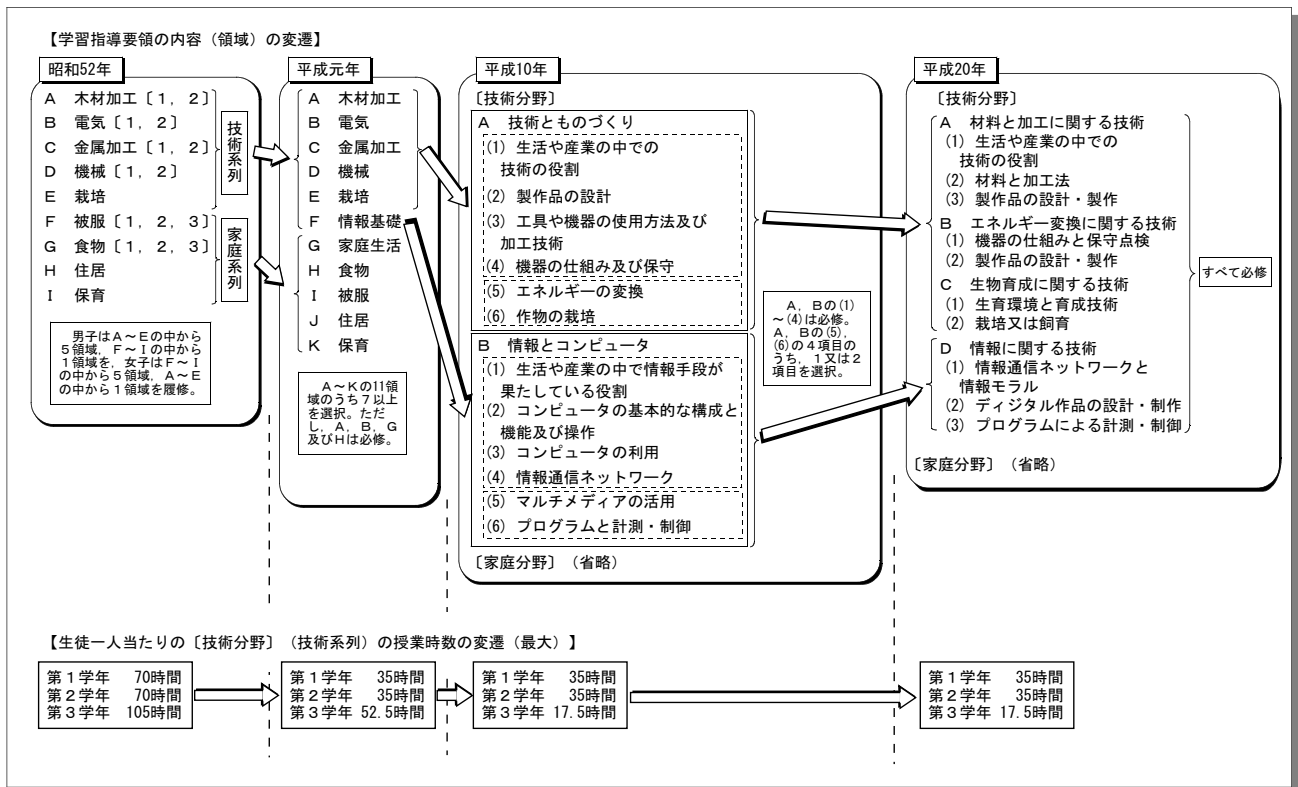 【学習指導要領の内容（領域）の変遷】
昭和52年
Ａ　木材加工〔１，２〕
Ｂ　電気〔１，２〕
Ｃ　金属加工〔１，２〕
Ｄ　機械〔１，２〕
Ｅ　栽培
Ｆ　被服〔１，２，３〕
Ｇ　食物〔１，２，３〕
Ｈ　住居
Ｉ　保育
技術系列
家庭系列
男子はＡ～Ｅの中から
５領域，Ｆ～Ｉの中から
１領域を，女子はＦ～Ｉ
の中から５領域，Ａ～Ｅ
の中から１領域を履修。
平成元年
Ａ　木材加工
Ｂ　電気
Ｃ　金属加工
Ｄ　機械
Ｅ　栽培
Ｆ　情報基礎
Ｇ　家庭生活
Ｈ　食物
Ｉ　被服
Ｊ　住居
Ｋ　保育
Ａ～Ｋの11領
域のうち７以上
を選択。ただ
し，Ａ，Ｂ，Ｇ
及びＨは必修。
平成10年
〔技術分野〕
Ａ　技術とものづくり
(1) 生活や産業の中での
技術の役割
(2) 製作品の設計
(3) 工具や機器の使用方法及び
加工技術
(4) 機器の仕組み及び保守
(5) エネルギーの変換
(6) 作物の栽培
Ｂ　情報とコンピュータ
(1) 生活や産業の中で情報手段が
果たしている役割
(2) コンピュータの基本的な構成と
機能及び操作
(3) コンピュータの利用
(4) 情報通信ネットワーク
(5) マルチメディアの活用
(6) プログラムと計測・制御
〔家庭分野〕（省略）
Ａ，Ｂの(1)
～(4)は必修。
Ａ，Ｂの(5)，
(6)の４項目の
うち，１又は２
項目を選択。
平成20年
〔技術分野〕
Ａ　材料と加工に関する技術
(1) 生活や産業の中での
技術の役割
(2) 材料と加工法
(3) 製作品の設計・製作
Ｂ　エネルギー変換に関する技術
(1) 機器の仕組みと保守点検
(2) 製作品の設計・製作
Ｃ　生物育成に関する技術
(1) 生育環境と育成技術
(2) 栽培又は飼育
Ｄ　情報に関する技術
(1) 情報通信ネットワークと
情報モラル
(2) ディジタル作品の設計・制作
(3) プログラムによる計測・制御
すべて必修
〔家庭分野〕（省略）
【生徒一人当たりの〔技術分野〕（技術系列）の授業時数の変遷（最大）】
第１学年　70時間
第２学年　70時間
第３学年　105時間
第１学年　35時間
第２学年　35時間
第３学年　52.5時間
第１学年　35時間
第２学年　35時間
第３学年　17.5時間
第１学年　35時間
第２学年　35時間
第３学年　17.5時間